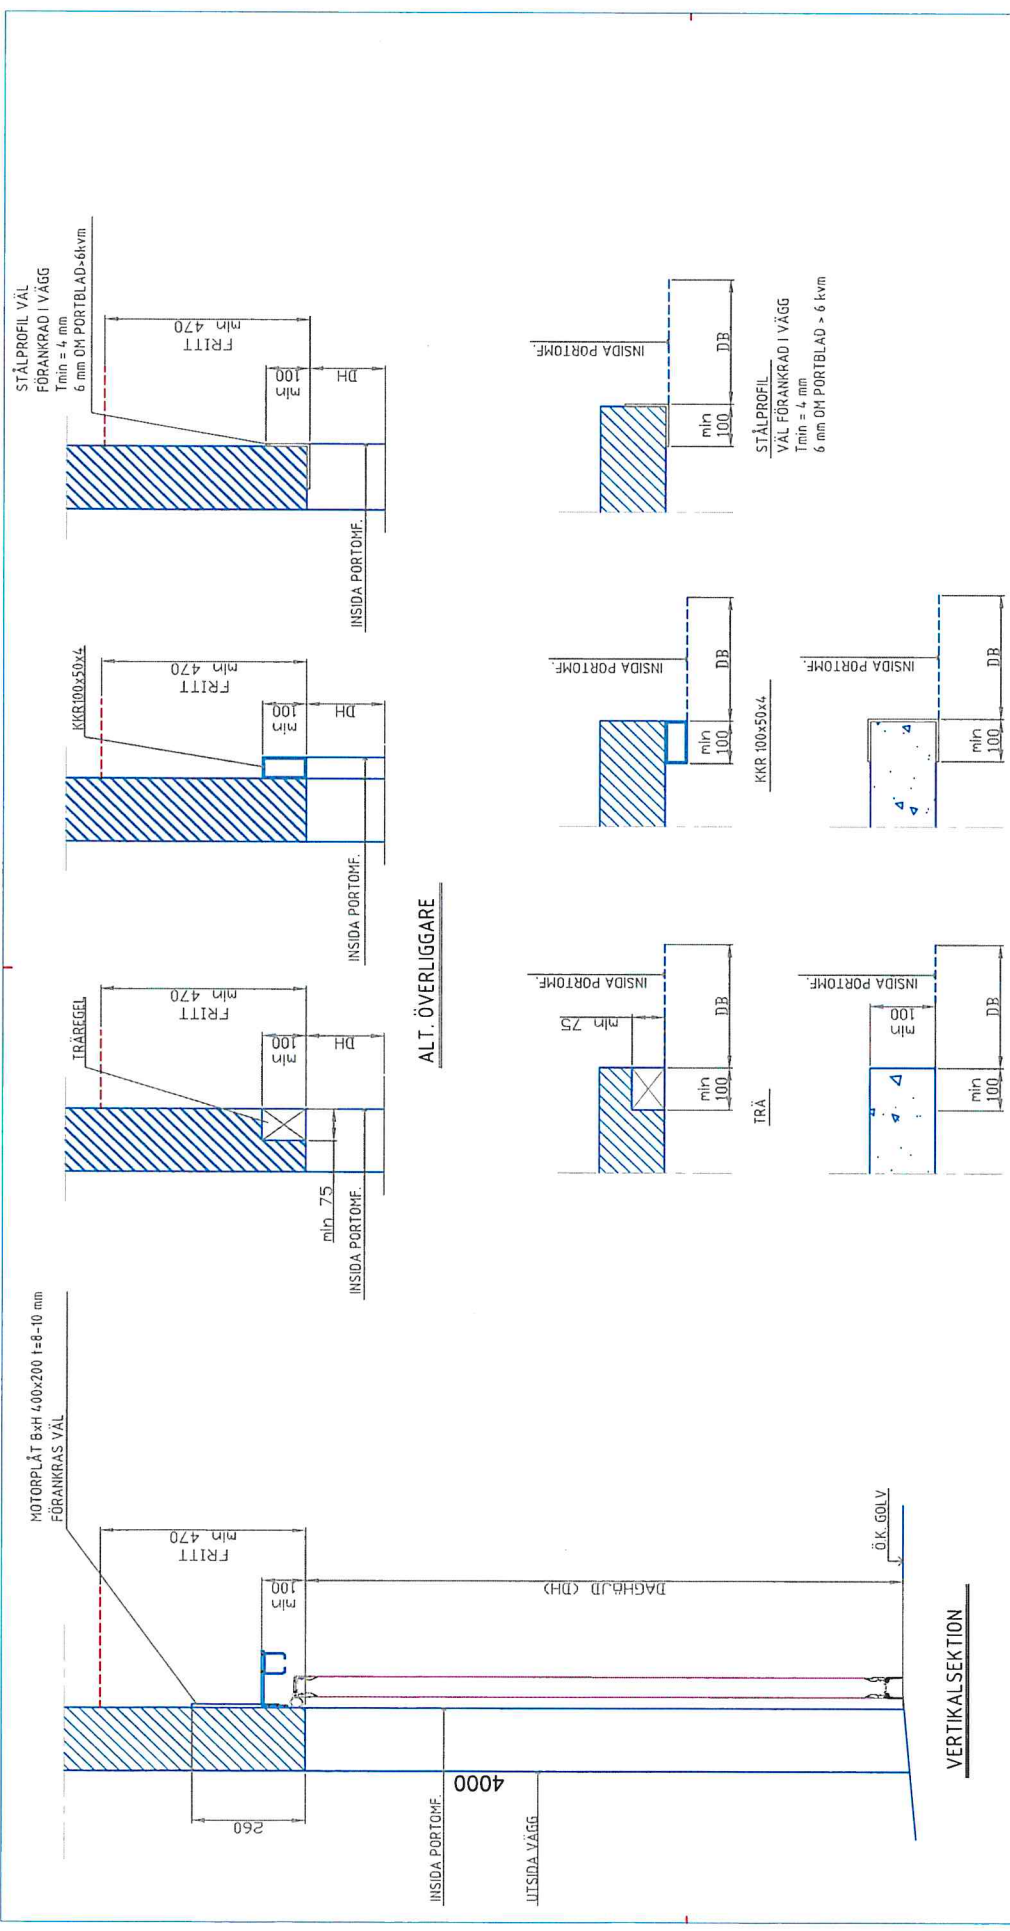 MOTORPLÅT BxH 400x200 t=8-10 mm
FÖRANKRAS VÄL
FRITT
min 470
min
100
DAGHÖJD (DH)
260
4000
INSIDA PORTOMF.
UTSIDA VÄGG
Ö.K. GOLV
VERTIKALSEKTION
TRÄREGEL
FRITT
min 470
min
100
DH
min 75
INSIDA PORTOMF.
KKR100x50x4
FRITT
min 470
min
100
DH
INSIDA PORTOMF.
STÅLPROFIL VÄL
FÖRANKRAD I VÄGG
Tmin = 4 mm
6 mm OM PORTBLAD>6kvm
FRITT
min 470
min
100
DH
INSIDA PORTOMF.
ALT. ÖVERLIGGARE
min 75
INSIDA PORTOMF.
min
100
DB
TRÄ
INSIDA PORTOMF.
min
100
DB
KKR 100x50x4
INSIDA PORTOMF.
min
100
DB
STÅLPROFIL
VÄL FÖRANKRAD I VÄGG
Tmin = 4 mm
6 mm OM PORTBLAD > 6 kvm
min
100
INSIDA PORTOMF.
min
100
DB
INSIDA PORTOMF.
min
100
DB